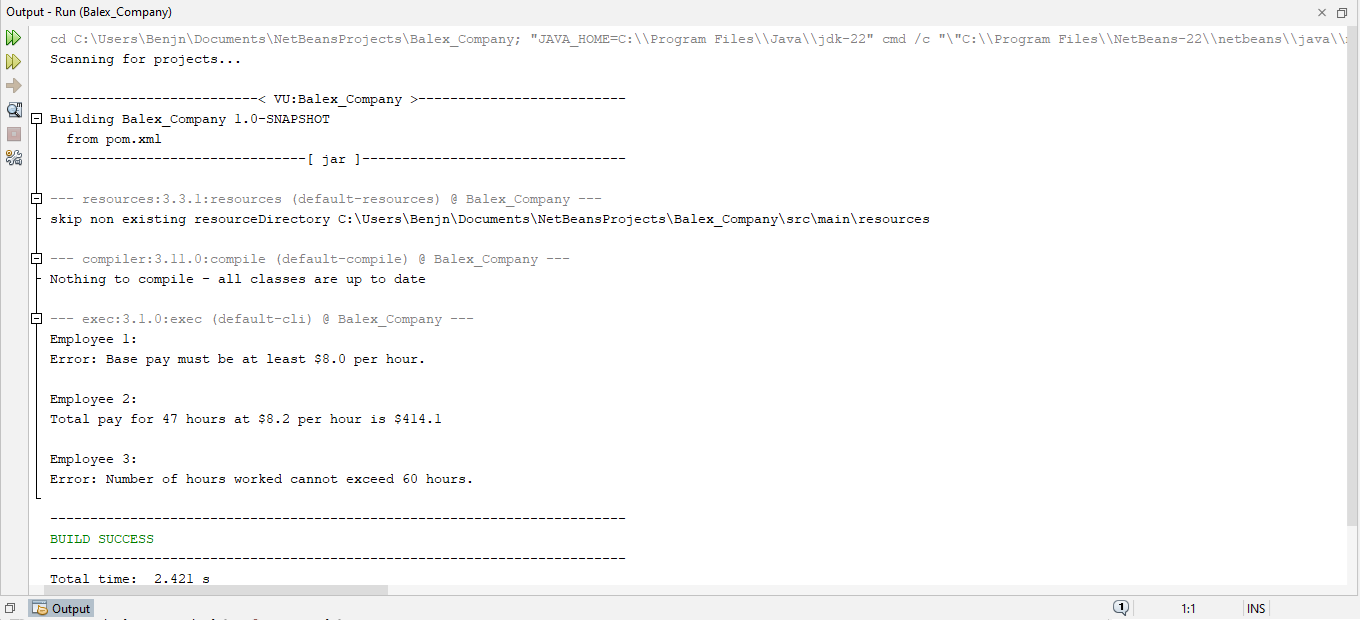 Output - Run (Balex_Company)
cd C:\Users\Benjn\Documents\NetBeansProjects\Balex_Company; "JAVA_HOME=C:\\Program Files\\Java\\jdk-22" cmd /c "\"C:\\Program Files\\NetBeans-22\\netbeans\\java\\
Scanning for projects...
--------------------------< VU:Balex_Company >--------------------------
Building Balex_Company 1.0-SNAPSHOT
from pom.xml
--------------------------------[ jar ]---------------------------------
--- resources:3.3.1:resources (default-resources) @ Balex_Company ---
skip non existing resourceDirectory C:\Users\Benjn\Documents\NetBeansProjects\Balex_Company\src\main\resources
--- compiler:3.11.0:compile (default-compile) @ Balex_Company ---
Nothing to compile - all classes are up to date
--- exec:3.1.0:exec (default-cli) @ Balex_Company ---
Employee 1:
Error: Base pay must be at least $8.0 per hour.
Employee 2:
Total pay for 47 hours at $8.2 per hour is $414.1
Employee 3:
Error: Number of hours worked cannot exceed 60 hours.
------------------------------------------------------------------------
BUILD SUCCESS
------------------------------------------------------------------------
Total time:  2.421 s
Output
1
1:1
INS